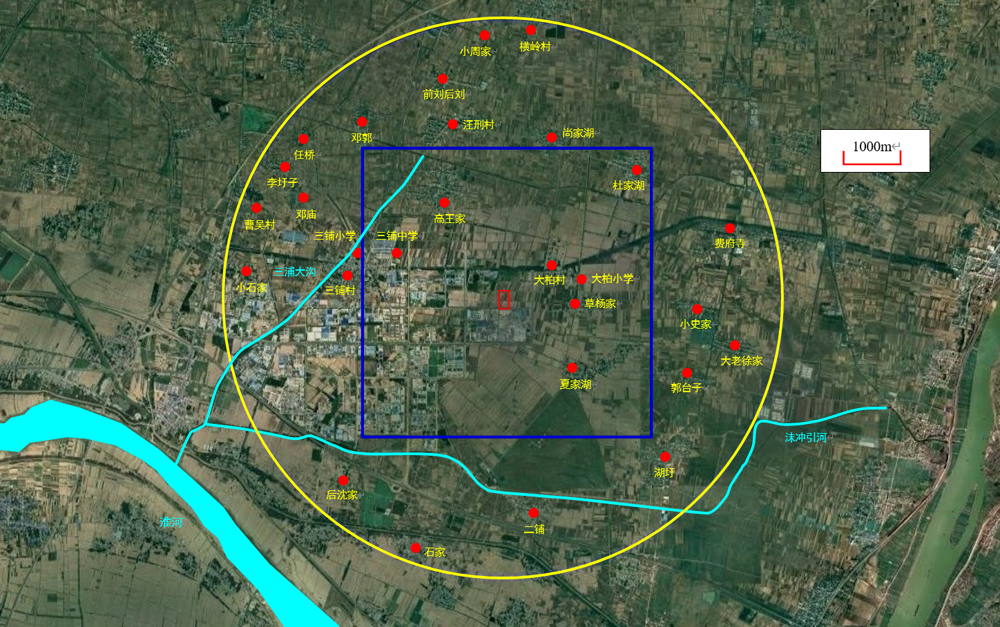 小周家
横岭村
前刘后刘
汪刑村
尚家湖
邓郭
任桥
李圩子
杜家湖
邓庙
曹吴村
高王家
三铺小学
三铺中学
费府寺
三浦大沟
小石家
三铺村
大柏村
大柏小学
草杨家
小史家
大老徐家
夏家湖
郭台子
沫冲引河
湖圩
后沈家
淮河
二铺
石家
1000m